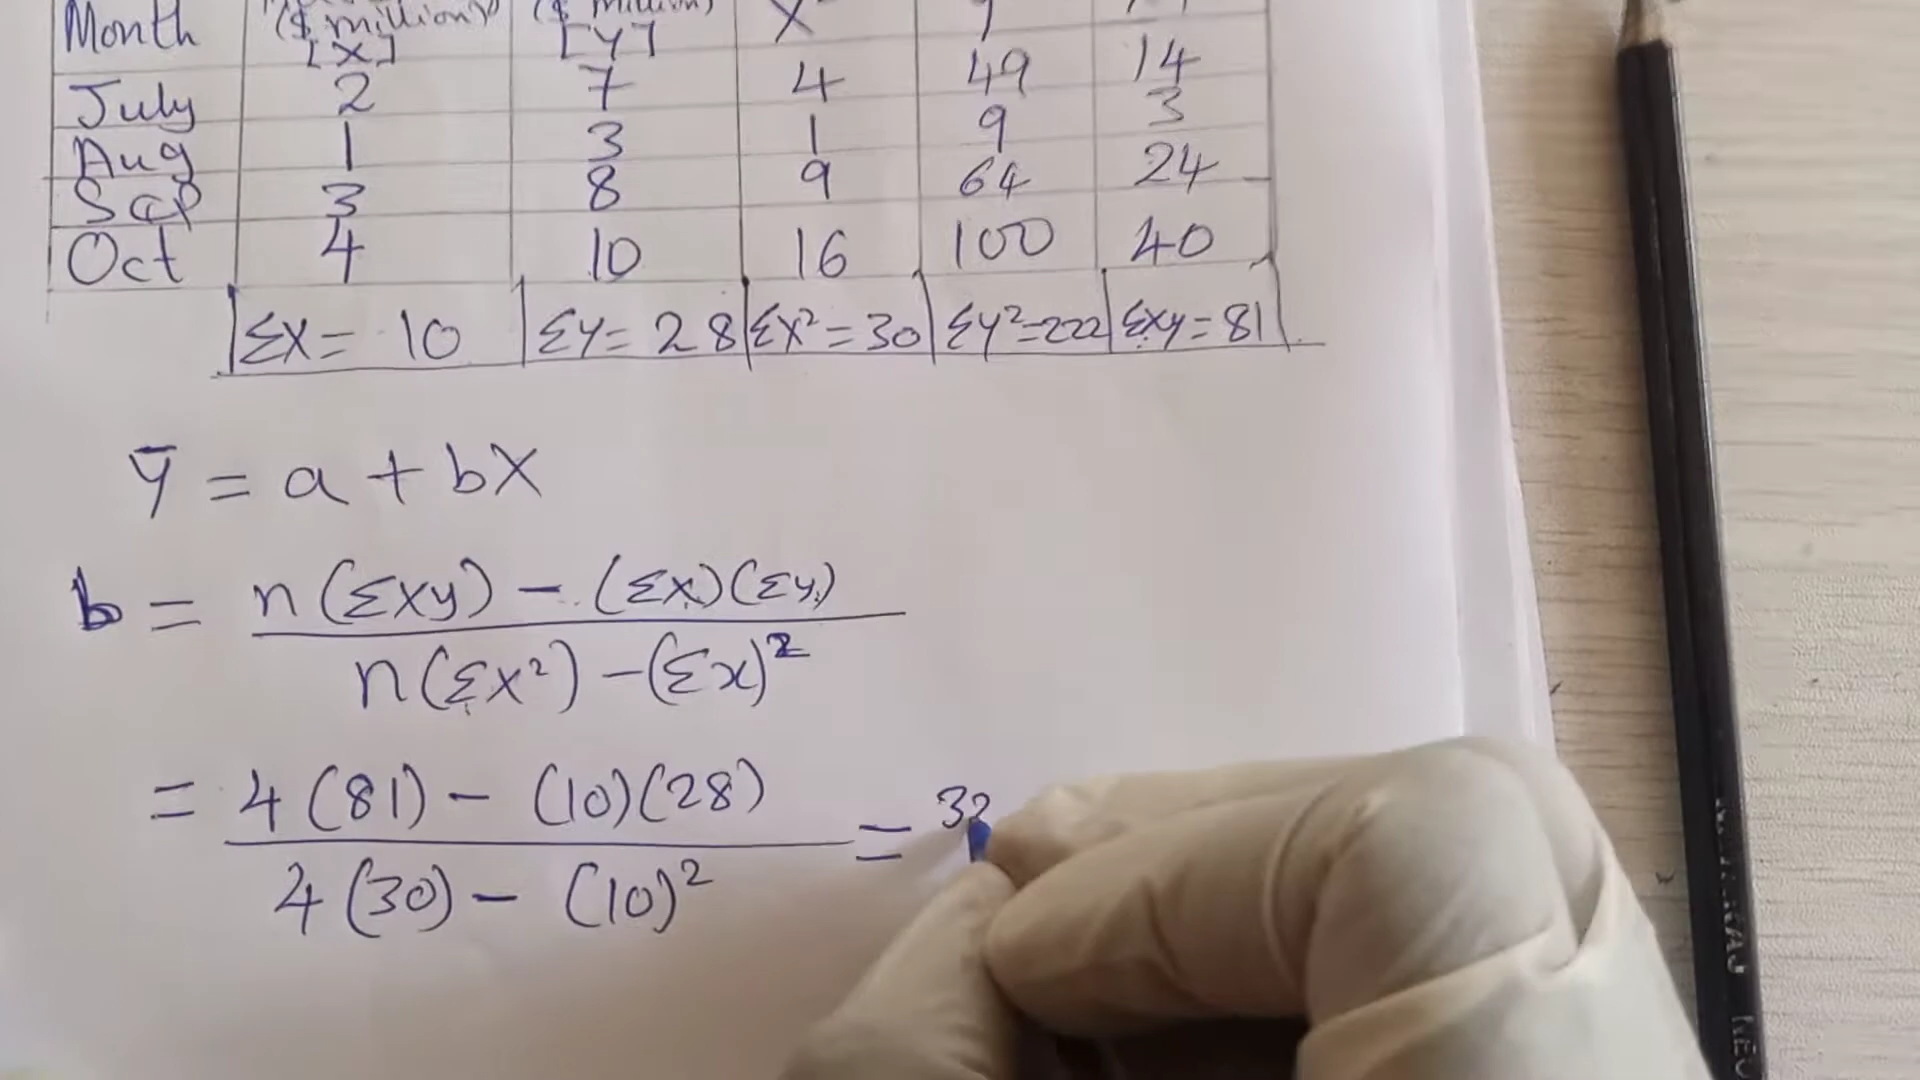 ($ million) ($ million)
Month [X] [Y] X
July 2 7 4 49 14
Aug 1 3 1 9 3
Sep 3 8 9 64 24
Oct 4 10 16 100 40
ΣX = 10 ΣY = 28 ΣX² = 30 ΣY² = 222 ΣXY = 81
Ȳ = a + bX
b = n(ΣXY) - (ΣX)(ΣY)
n(ΣX²) - (Σx)²
= 4(81) - (10)(28) = 32
4(30) - (10)²